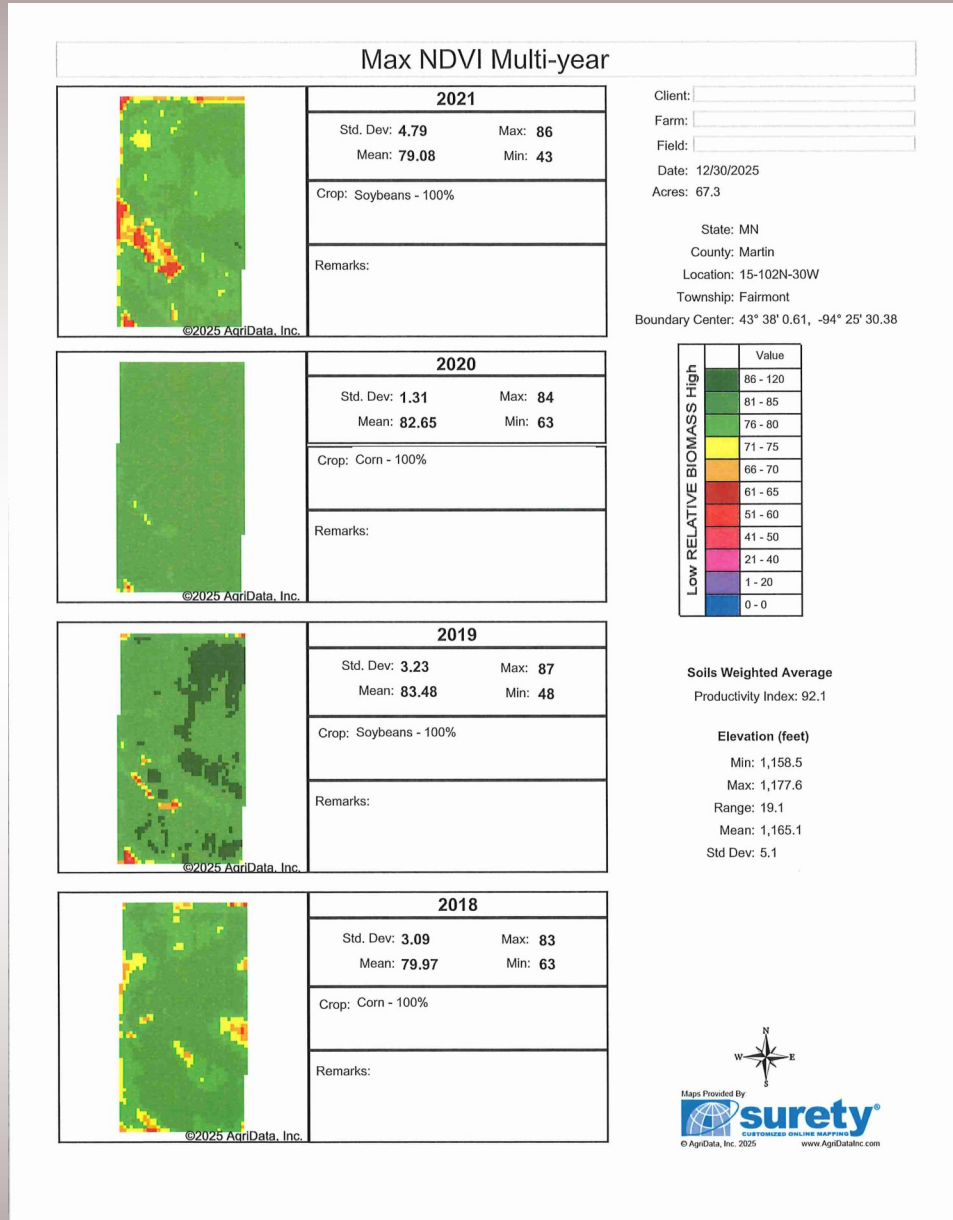 Max NDVI Multi-year
2021
Std. Dev: 4.79 Max: 86
Mean: 79.08 Min: 43
Crop: Soybeans - 100%
Remarks:
©2025 AgriData, Inc.
2020
Std. Dev: 1.31 Max: 84
Mean: 82.65 Min: 63
Crop: Corn - 100%
Remarks:
©2025 AgriData, Inc.
2019
Std. Dev: 3.23 Max: 87
Mean: 83.48 Min: 48
Crop: Soybeans - 100%
Remarks:
©2025 AgriData, Inc.
2018
Std. Dev: 3.09 Max: 83
Mean: 79.97 Min: 63
Crop: Corn - 100%
Remarks:
©2025 AgriData, Inc.
Client:
Farm:
Field:
Date: 12/30/2025
Acres: 67.3
State: MN
County: Martin
Location: 15-102N-30W
Township: Fairmont
Boundary Center: 43° 38' 0.61, -94° 25' 30.38
Low RELATIVE BIOMASS High
Value
86 - 120
81 - 85
76 - 80
71 - 75
66 - 70
61 - 65
51 - 60
41 - 50
21 - 40
1 - 20
0 - 0
Soils Weighted Average
Productivity Index: 92.1
Elevation (feet)
Min: 1,158.5
Max: 1,177.6
Range: 19.1
Mean: 1,165.1
Std Dev: 5.1
N
W E
S
Maps Provided By
surety®
CUSTOMIZED ONLINE MAPPING
© AgriData, Inc. 2025 www.AgriDataInc.com